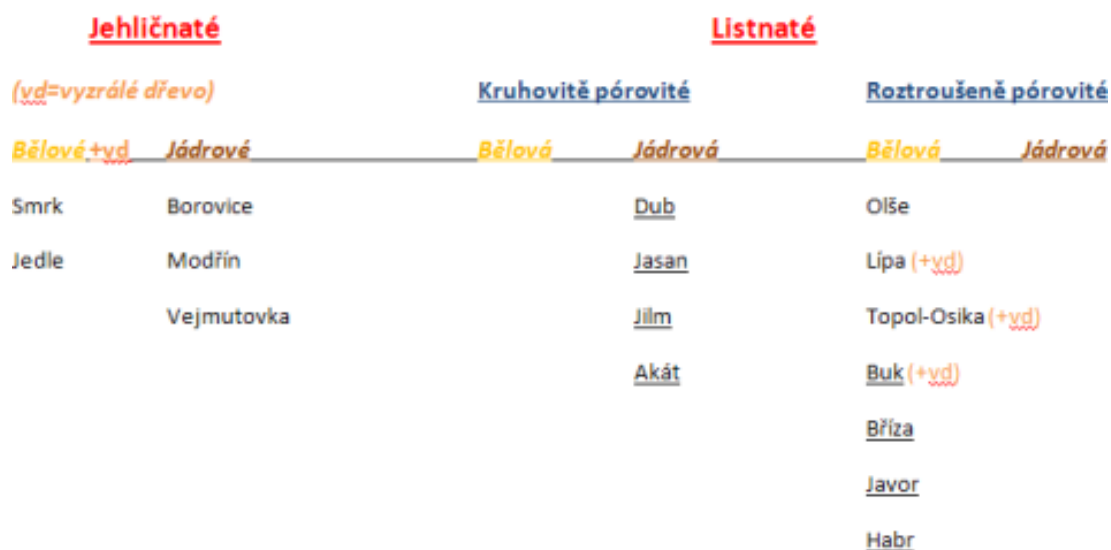 Jehličnaté Listnaté
(vd=vyzrálé dřevo) Kruhovitě pórovité Roztroušeně pórovité
Bělové+vd Jádrové Bělová Jádrová Bělová Jádrová
Smrk Borovice Dub Olše
Jedle Modřín Jasan Lípa (+vd)
Vejmutovka Jilm Topol-Osika (+vd)
Akát Buk (+vd)
Bříza
Javor
Habr